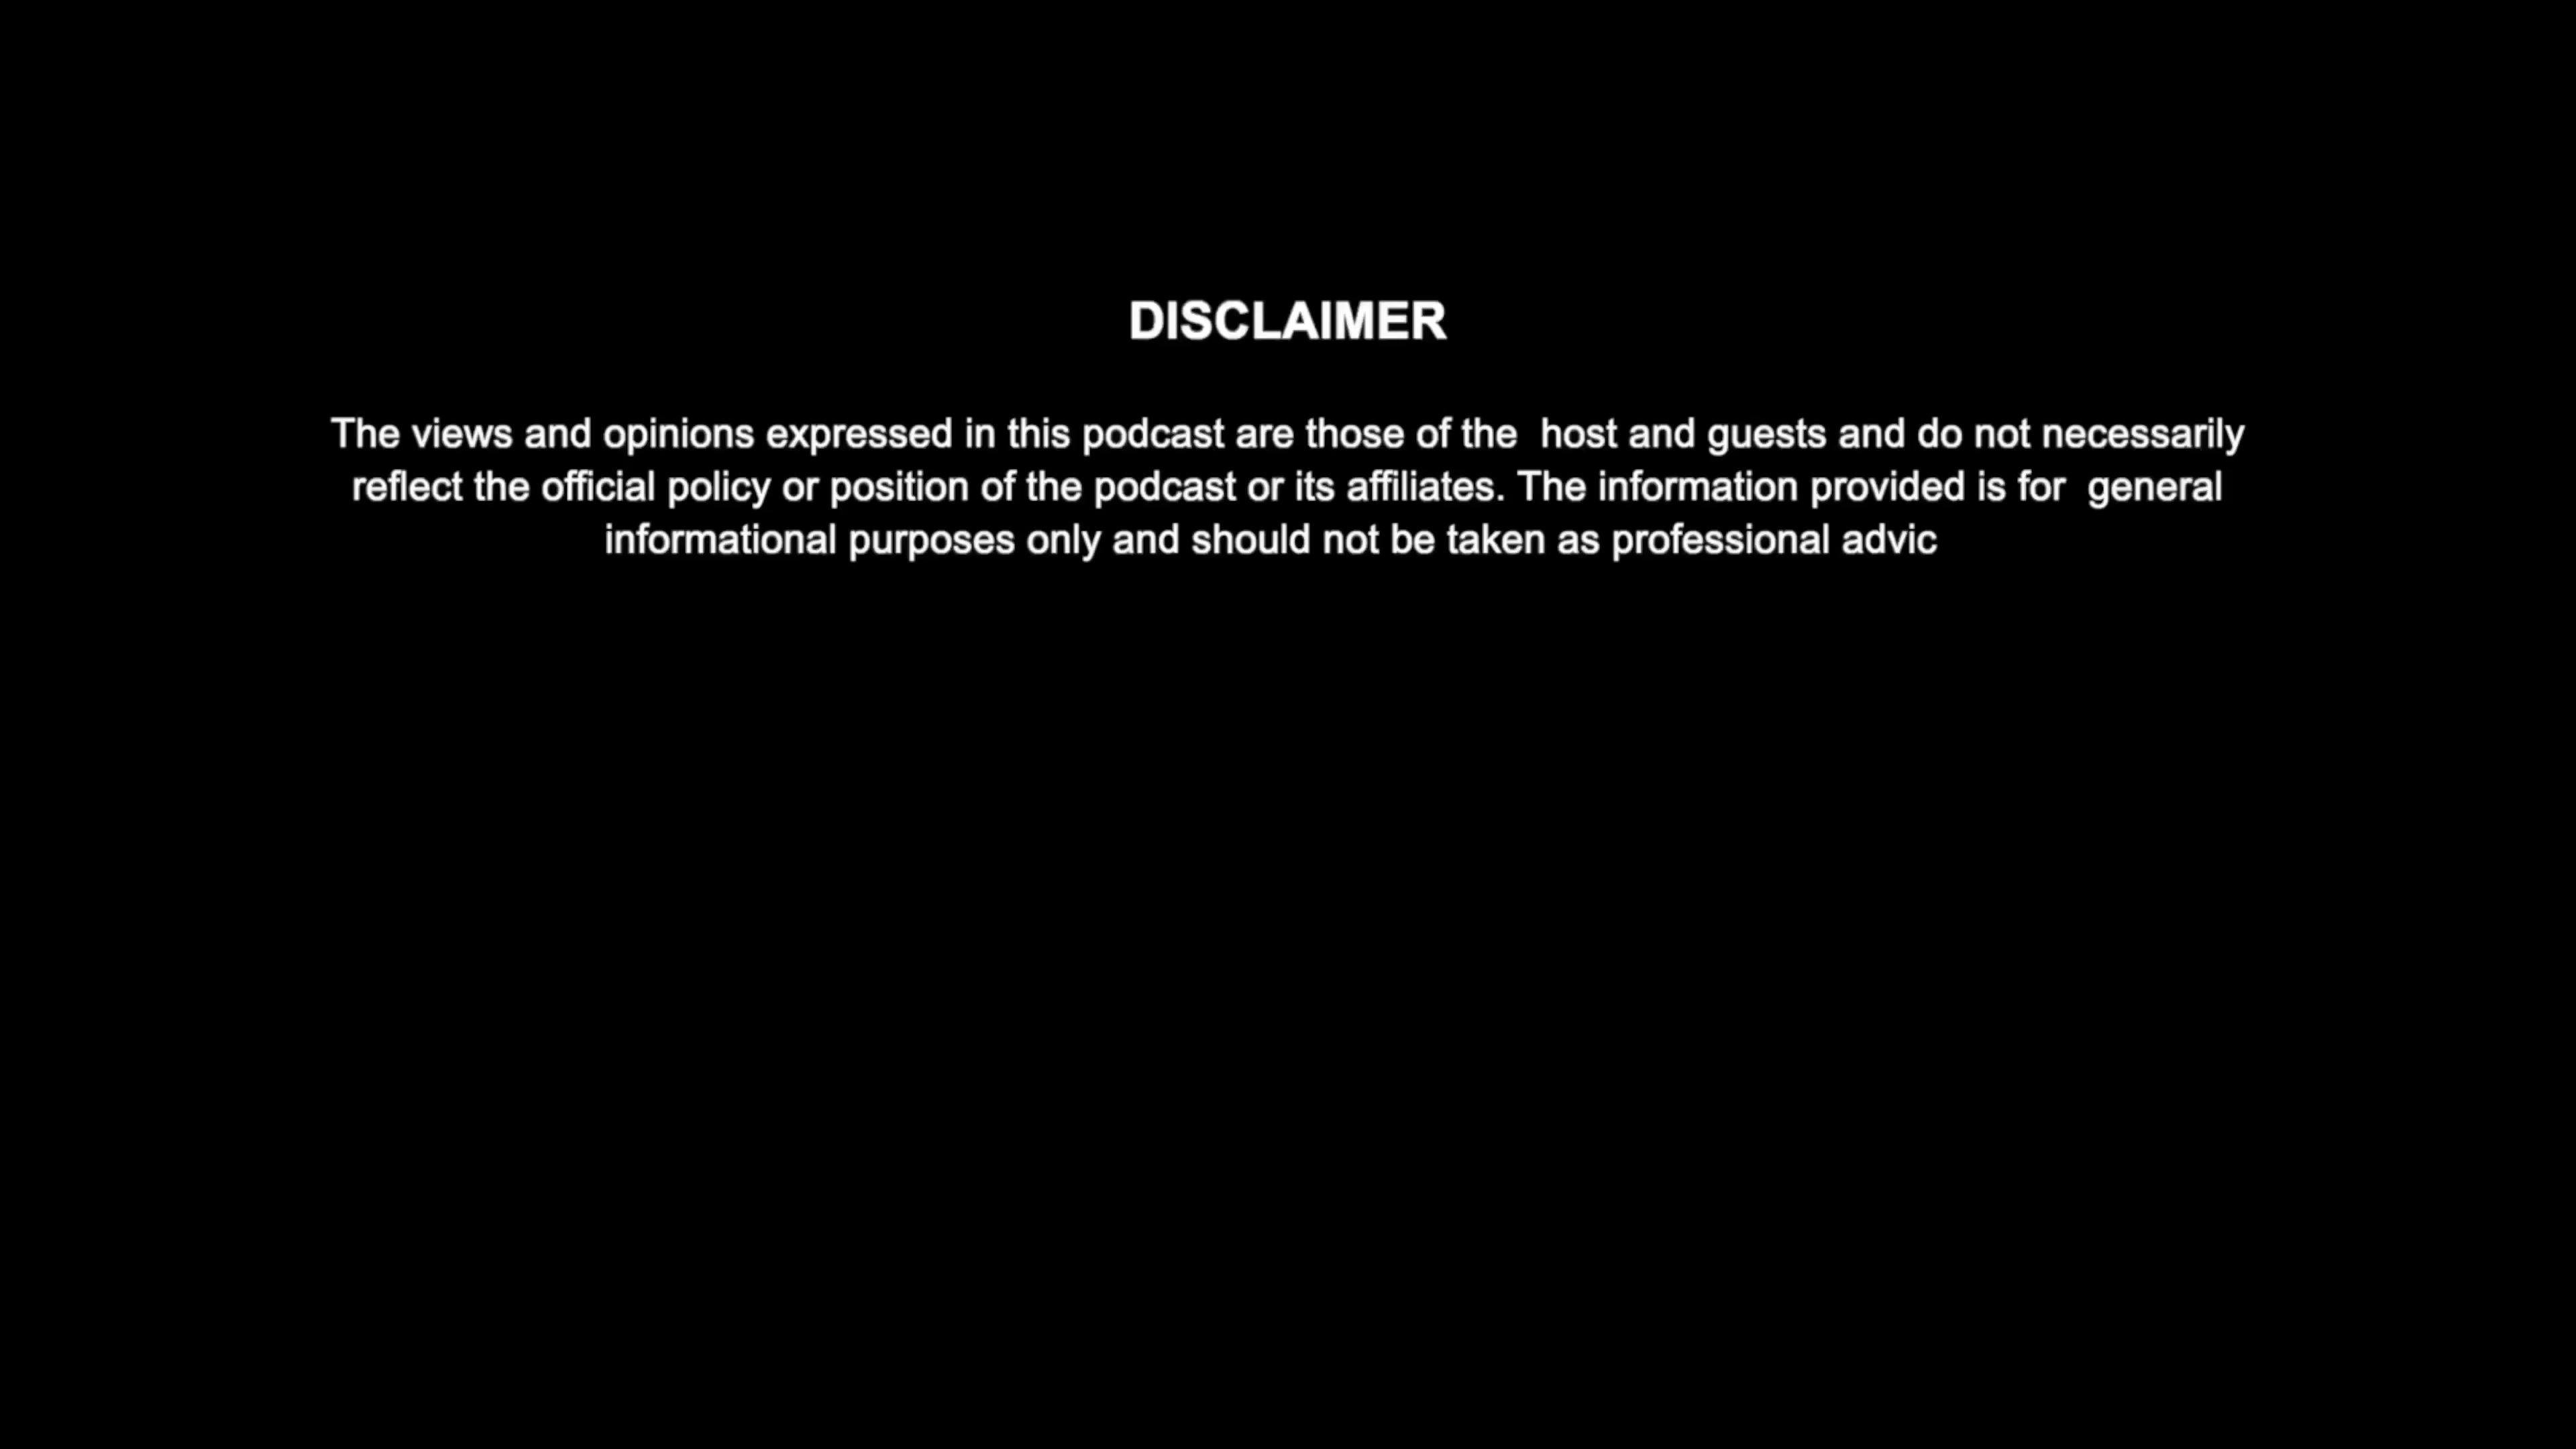 DISCLAIMER
The views and opinions expressed in this podcast are those of the  host and guests and do not necessarily
reflect the official policy or position of the podcast or its affiliates. The information provided is for  general
informational purposes only and should not be taken as professional advic